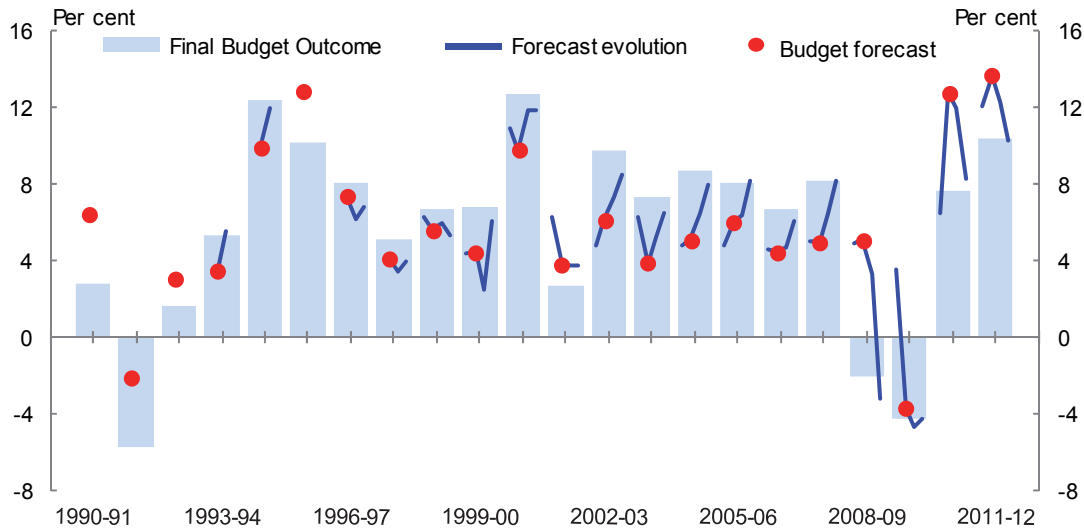 Per cent Per cent
Final Budget Outcome Forecast evolution Budget forecast
16 16
12 12
8 8
4 4
0 0
-4 -4
-8 -8
1990-91 1993-94 1996-97 1999-00 2002-03 2005-06 2008-09 2011-12